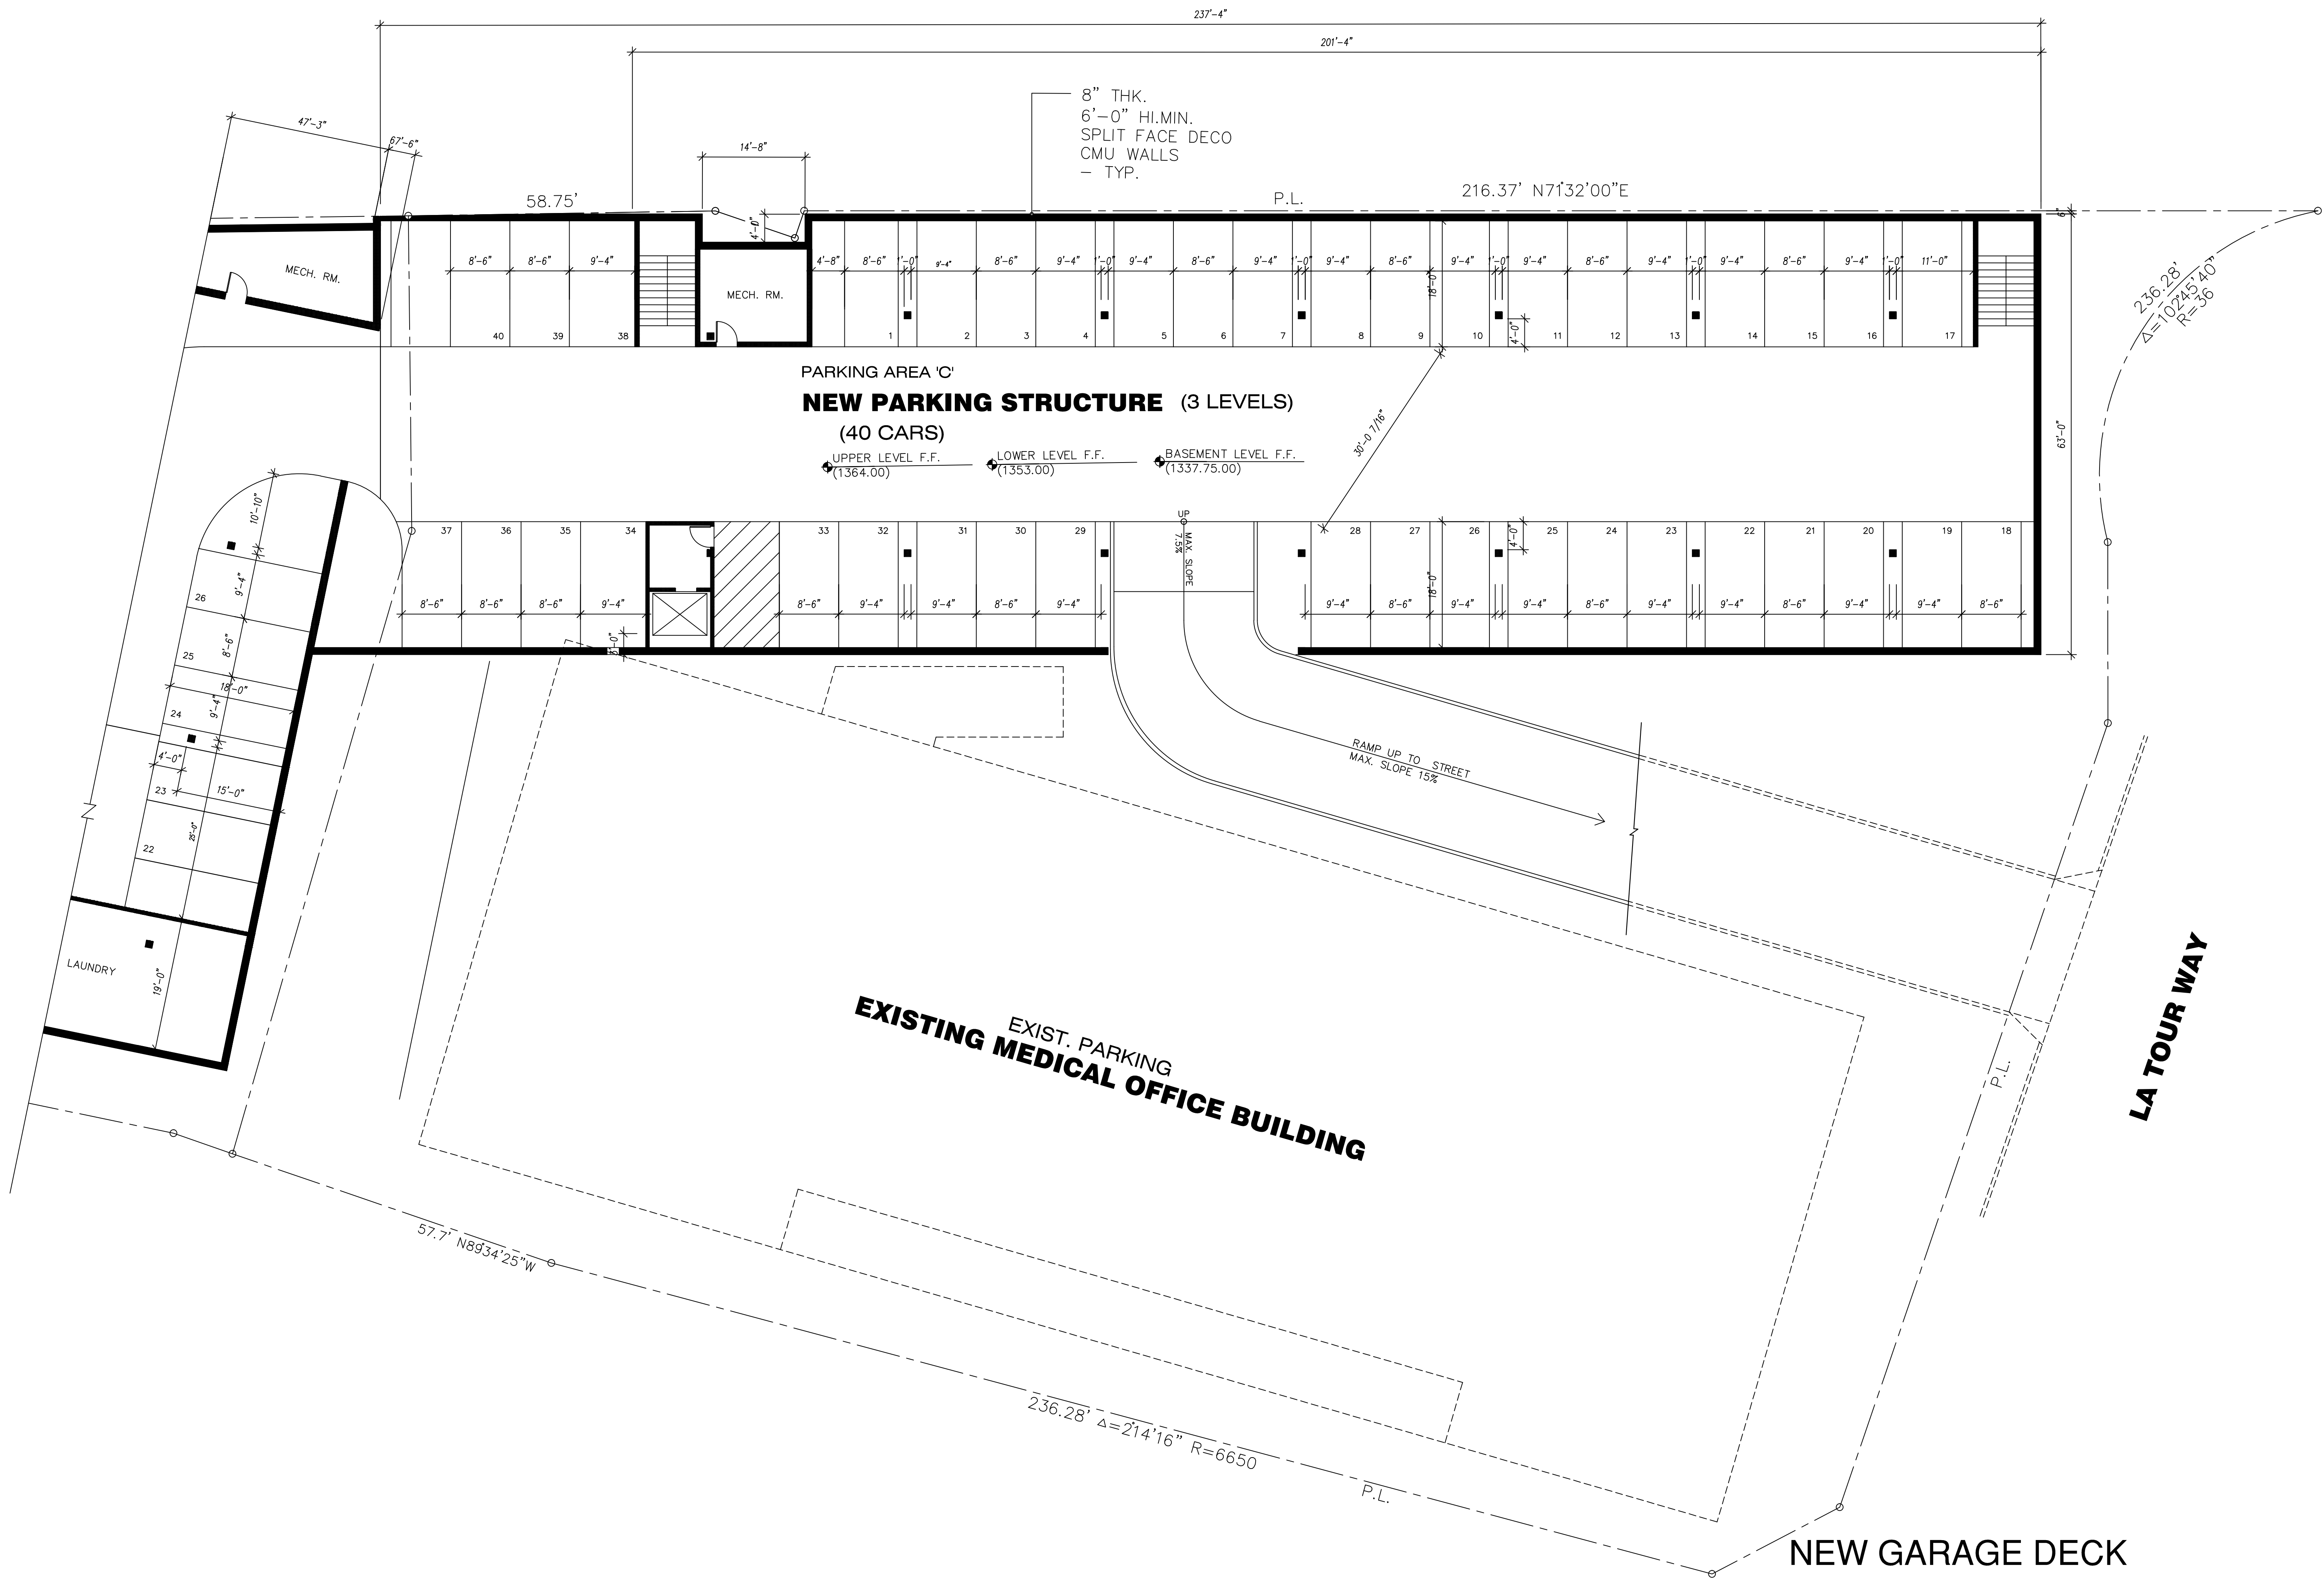 237'-4"
201'-4"
8" THK.
6'-0" HI.MIN.
SPLIT FACE DECO
CMU WALLS
- TYP.
47'-3"
67'-6"
14'-8"
58.75'
P.L.
216.37' N71°32'00"E
6"
4'-0"
236.28'
Δ=102°45'40"
R=36
MECH. RM.
8'-6" 8'-6" 9'-4"
MECH. RM.
4'-8" 8'-6" 1'-0" 9'-4" 8'-6" 9'-4" 1'-0" 9'-4" 8'-6" 9'-4" 1'-0" 9'-4" 8'-6" 9'-4" 1'-0" 9'-4" 8'-6" 9'-4" 1'-0" 9'-4" 8'-6" 9'-4" 1'-0" 11'-0"
18'-0"
4'-0"
40 39 38 1 2 3 4 5 6 7 8 9 10 11 12 13 14 15 16 17
PARKING AREA 'C'
NEW PARKING STRUCTURE (3 LEVELS)
(40 CARS)
UPPER LEVEL F.F.
(1364.00)
LOWER LEVEL F.F.
(1353.00)
BASEMENT LEVEL F.F.
(1337.75.00)
30'-0 7/16"
63'-0"
UP
37 36 35 34 33 32 31 30 29 28 27 26 25 24 23 22 21 20 19 18
MAX. SLOPE
7.5%
4'-0"
18'-0"
8'-6" 8'-6" 8'-6" 9'-4" 8'-6" 9'-4" 9'-4" 8'-6" 9'-4" 9'-4" 8'-6" 9'-4" 9'-4" 8'-6" 9'-4" 9'-4" 8'-6" 9'-4" 9'-4" 8'-6"
10'-10"
9'-4"
26
8'-6"
25
18'-0"
9'-4"
24
4'-0"
15'-0"
23
25'-0"
22
LAUNDRY
19'-0"
RAMP UP TO STREET
MAX. SLOPE 15%
EXIST. PARKING
EXISTING MEDICAL OFFICE BUILDING
LA TOUR WAY
P.L.
57.7' N89°34'25"W
236.28' Δ=2°14'16" R=6650
P.L.
NEW GARAGE DECK